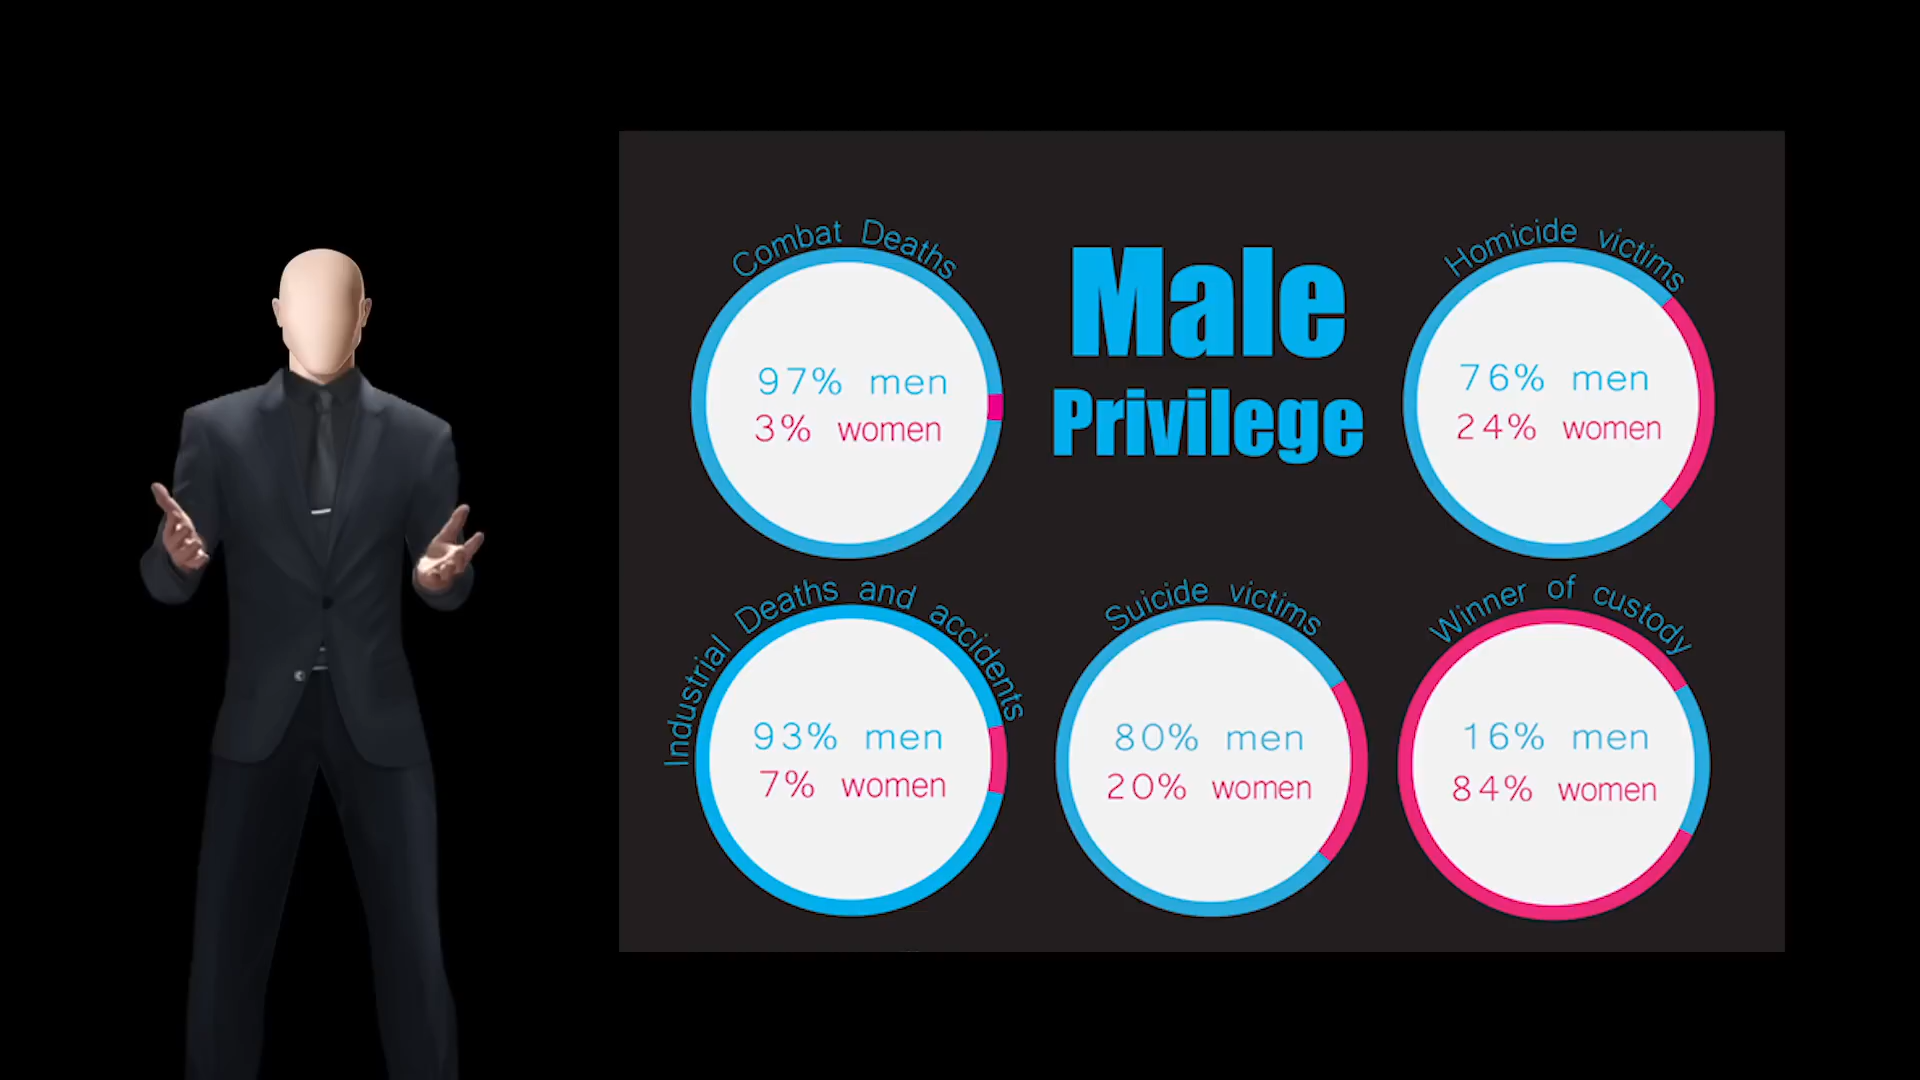 Combat Deaths
97% men
3% women
Male
Privilege
Homicide victims
76% men
24% women
Industrial Deaths and accidents
93% men
7% women
Suicide victims
80% men
20% women
Winner of custody
16% men
84% women